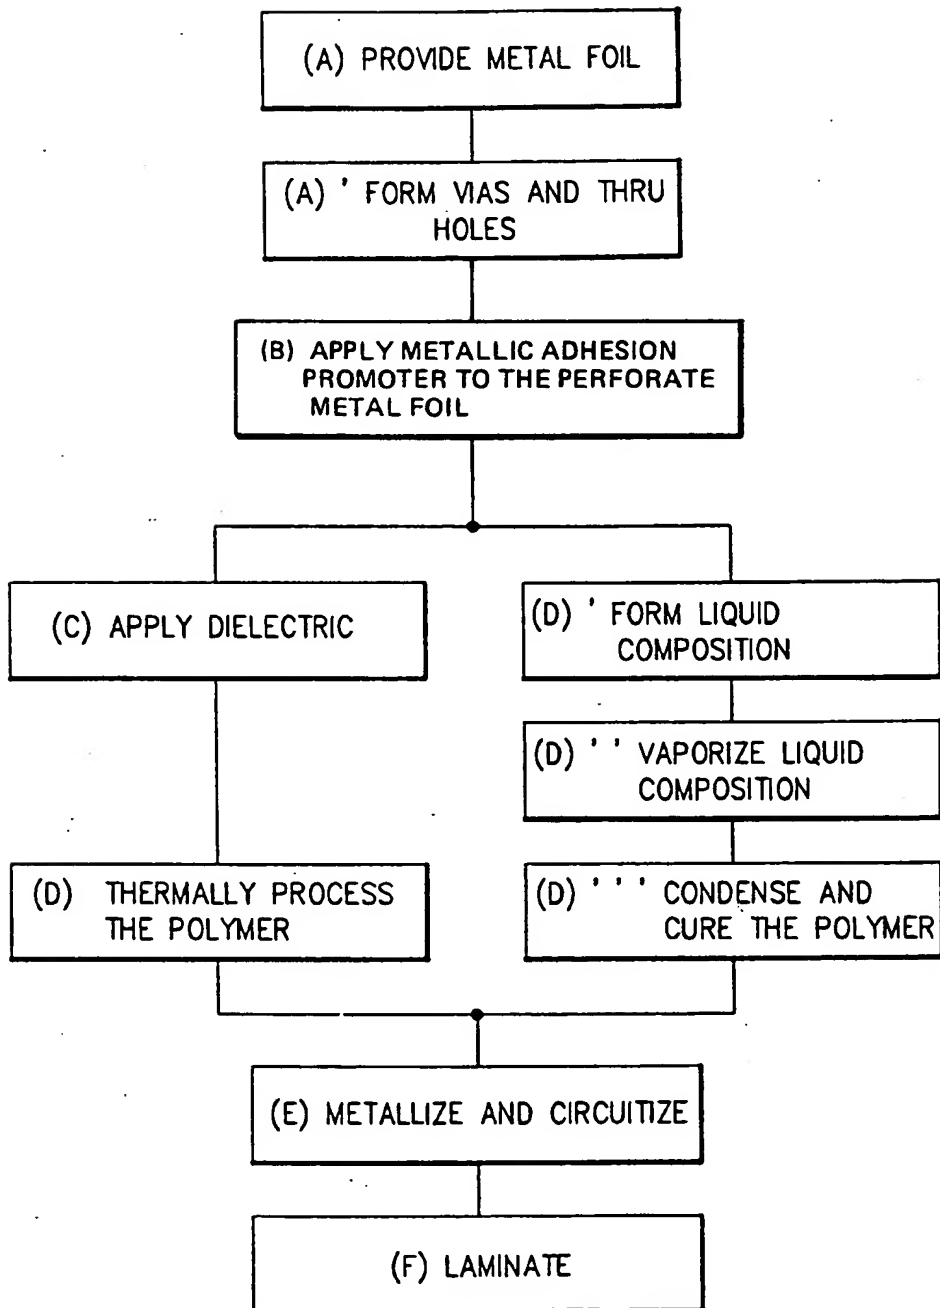 (A) PROVIDE METAL FOIL
(A) ' FORM VIAS AND THRU
HOLES
(B) APPLY METALLIC ADHESION
PROMOTER TO THE PERFORATE
METAL FOIL
(C) APPLY DIELECTRIC
(D) ' FORM LIQUID
COMPOSITION
(D) ' ' VAPORIZE LIQUID
COMPOSITION
(D) THERMALLY PROCESS
THE POLYMER
(D) ' ' ' CONDENSE AND
CURE THE POLYMER
(E) METALLIZE AND CIRCUITIZE
(F) LAMINATE